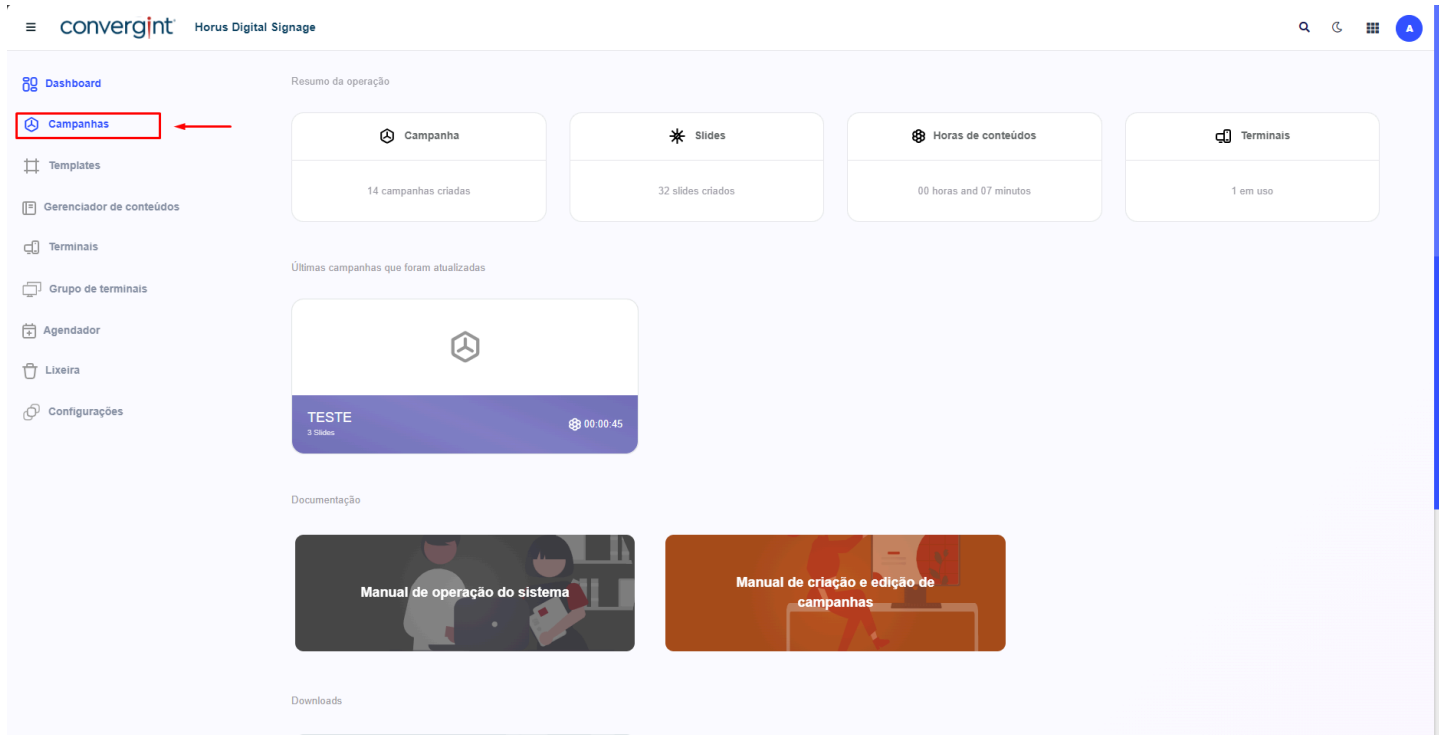 convergint Horus Digital Signage
A
Dashboard
Campanhas
Templates
Gerenciador de conteúdos
Terminais
Grupo de terminais
Agendador
Lixeira
Configurações
Resumo da operação
Campanha
14 campanhas criadas
Slides
32 slides criados
Horas de conteúdos
00 horas and 07 minutos
Terminais
1 em uso
Últimas campanhas que foram atualizadas
TESTE
3 Slides
00:00:45
Documentação
Manual de operação do sistema
Manual de criação e edição de
campanhas
Downloads